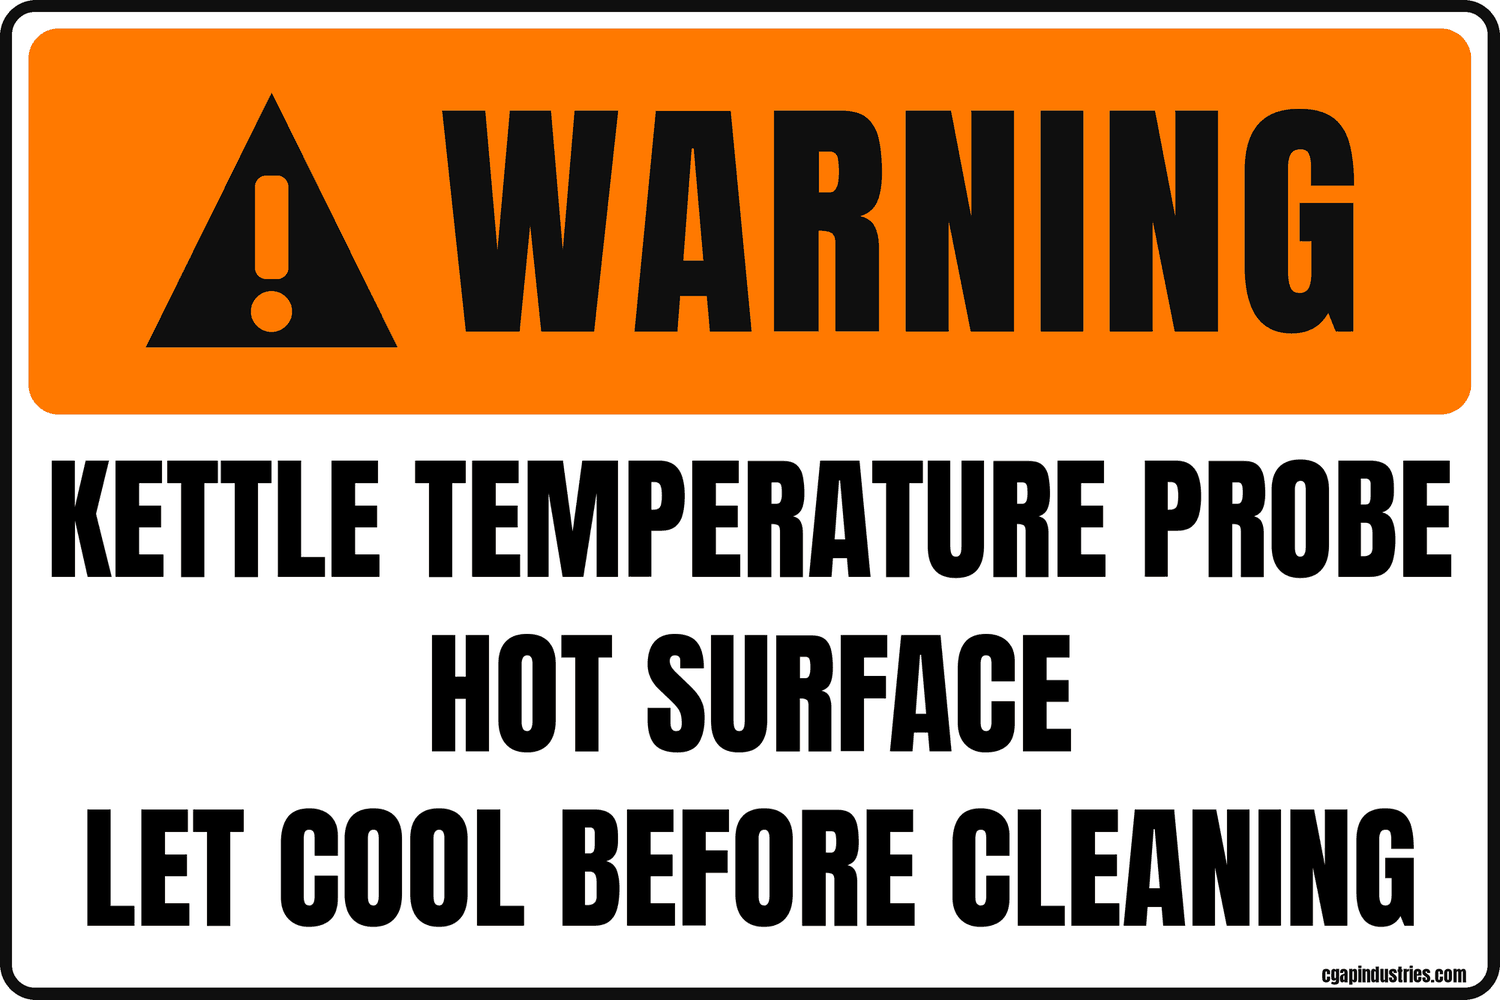 WARNING
KETTLE TEMPERATURE PROBE
HOT SURFACE
LET COOL BEFORE CLEANING
cgapindustries.com